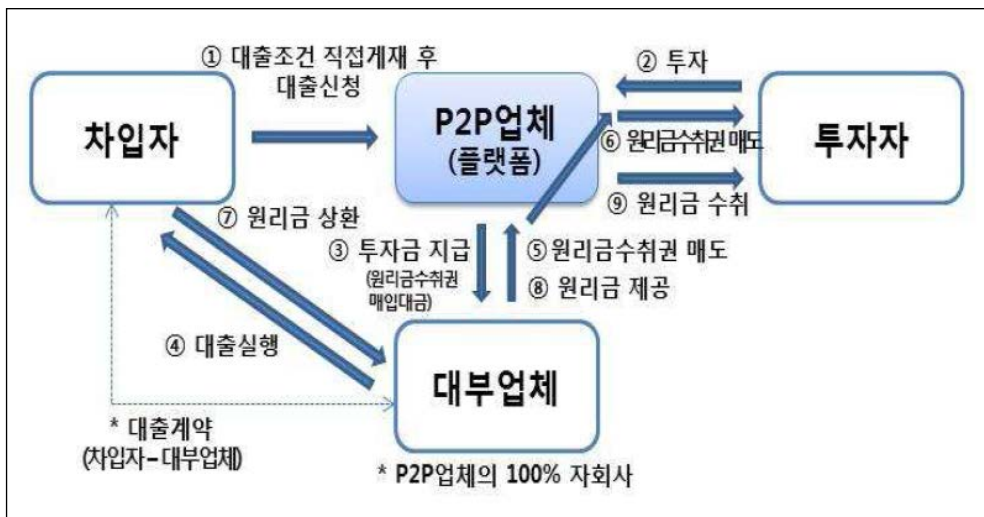 ① 대출조건 직접게재 후
대출신청
② 투자
차입자
P2P업체
(플랫폼)
투자자
⑥ 원리금수취권 매도
⑨ 원리금 수취
⑦ 원리금 상환
③ 투자금 지급
(원리금수취권
매입대금)
⑤ 원리금수취권 매도
⑧ 원리금 제공
④ 대출실행
대부업체
* 대출계약
(차입자-대부업체)
* P2P업체의 100% 자회사